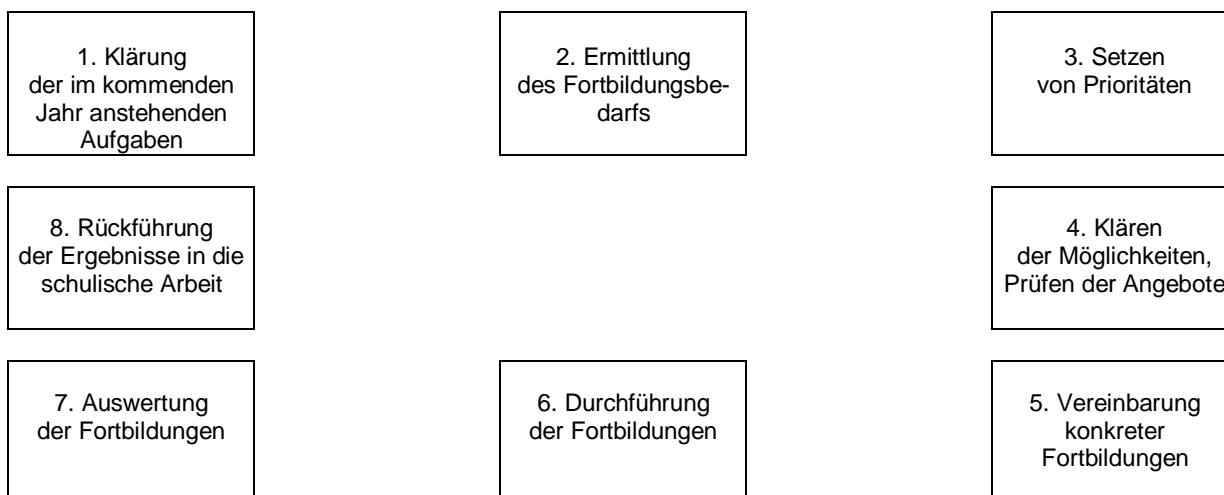 1. Klärung
der im kommenden
Jahr anstehenden
Aufgaben
2. Ermittlung
des Fortbildungsbe-
darfs
3. Setzen
von Prioritäten
8. Rückführung
der Ergebnisse in die
schulische Arbeit
4. Klären
der Möglichkeiten,
Prüfen der Angebote
7. Auswertung
der Fortbildungen
6. Durchführung
der Fortbildungen
5. Vereinbarung
konkreter
Fortbildungen